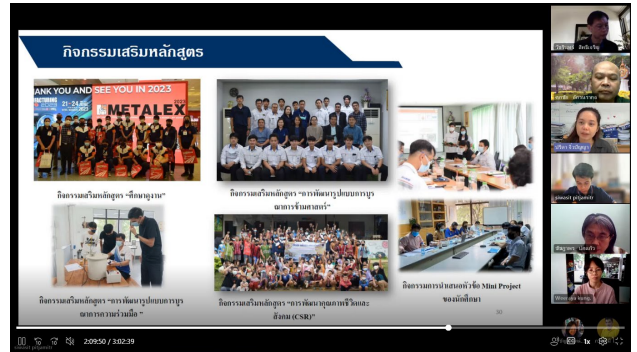 กิจกรรมเสริมหลักสูตร
THANK YOU AND SEE YOU IN 2023
METALEX
กิจกรรมเสริมหลักสูตร “ศึกษาดูงาน”
กิจกรรมเสริมหลักสูตร “การพัฒนารูปแบบการบูร
ณาการข้ามศาสตร์”
กิจกรรมเสริมหลักสูตร “การพัฒนารูปแบบการบูร
ณาการความร่วมมือ ”
กิจกรรมเสริมหลักสูตร “การพัฒนาคุณภาพชีวิตและ
สังคม (CSR)”
กิจกรรมการนำเสนอหัวข้อ Mini Project
ของนักศึกษา
30
siwasit pitjamit
siwasit pitjamit
2:09:50 / 3:02:39
1x